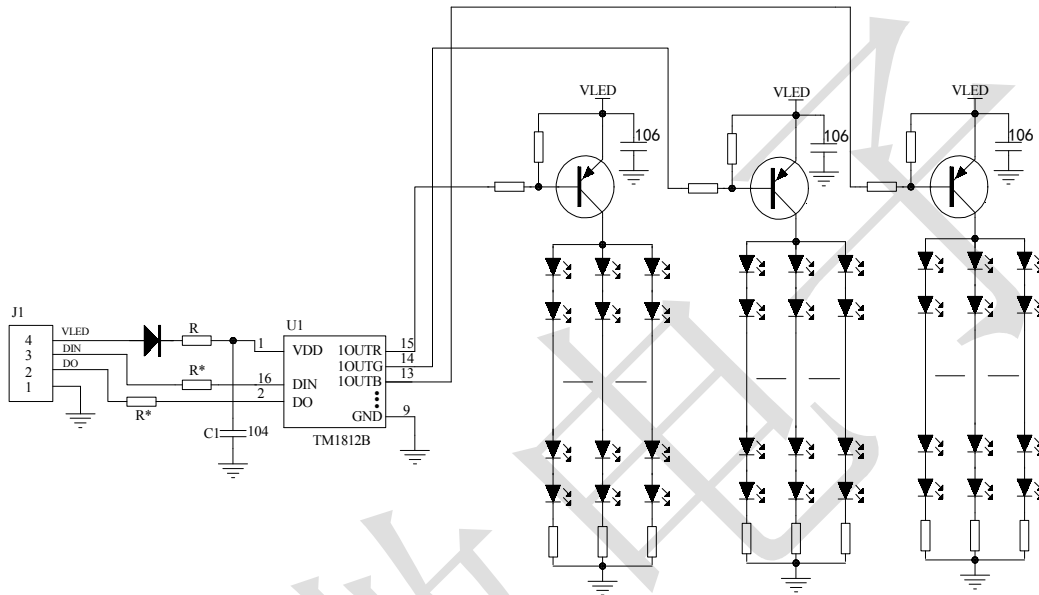 VLED
VLED
VLED
106
106
106
J1
4
3
2
1
VLED
DIN
DO
R
R*
R*
C1
104
U1
1
16
2
VDD
DIN
DO
1OUTR
1OUTG
1OUTB
GND
15
14
13
9
TM1812B